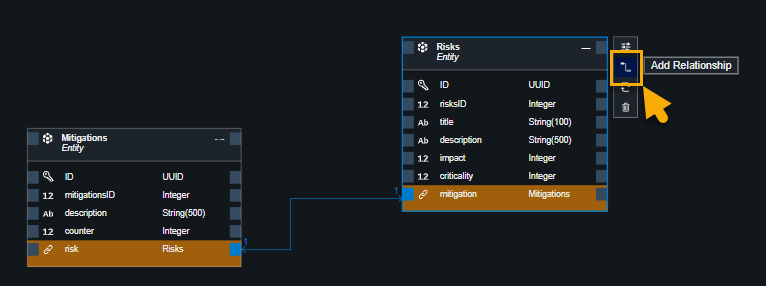 Risks
Entity
Add Relationship
ID UUID
12 risksID Integer
Ab title String(100)
Ab description String(500)
12 impact Integer
12 criticality Integer
1 mitigation Mitigations
Mitigations
Entity
ID UUID
12 mitigationsID Integer
Ab description String(500)
12 counter Integer
risk Risks 1